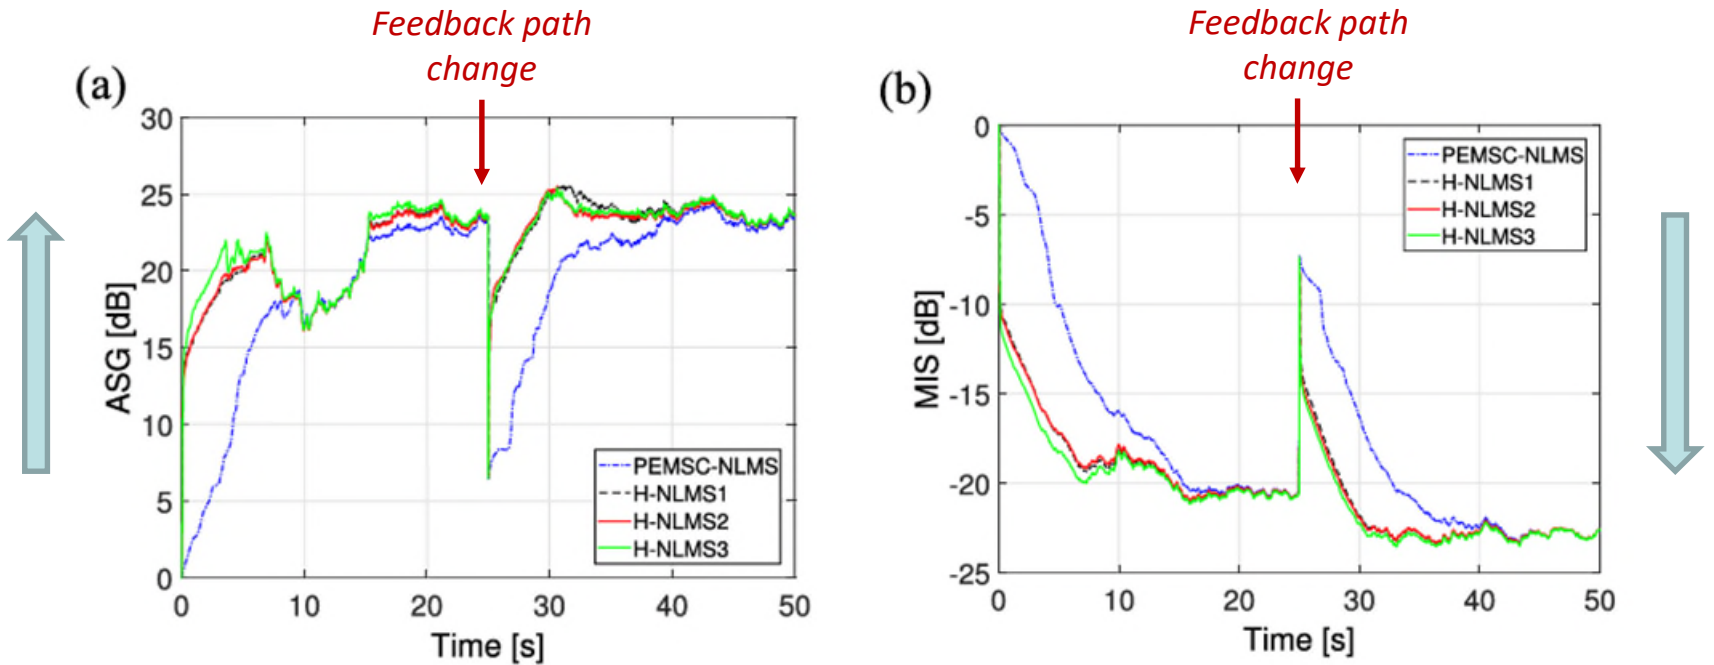 Feedback path
change
(a)
30
25
20
15
10
5
0
ASG [dB]
PEMSC-NLMS
H-NLMS1
H-NLMS2
H-NLMS3
0 10 20 30 40 50
Time [s]
Feedback path
change
(b)
0
-5
-10
-15
-20
-25
MIS [dB]
PEMSC-NLMS
H-NLMS1
H-NLMS2
H-NLMS3
0 10 20 30 40 50
Time [s]